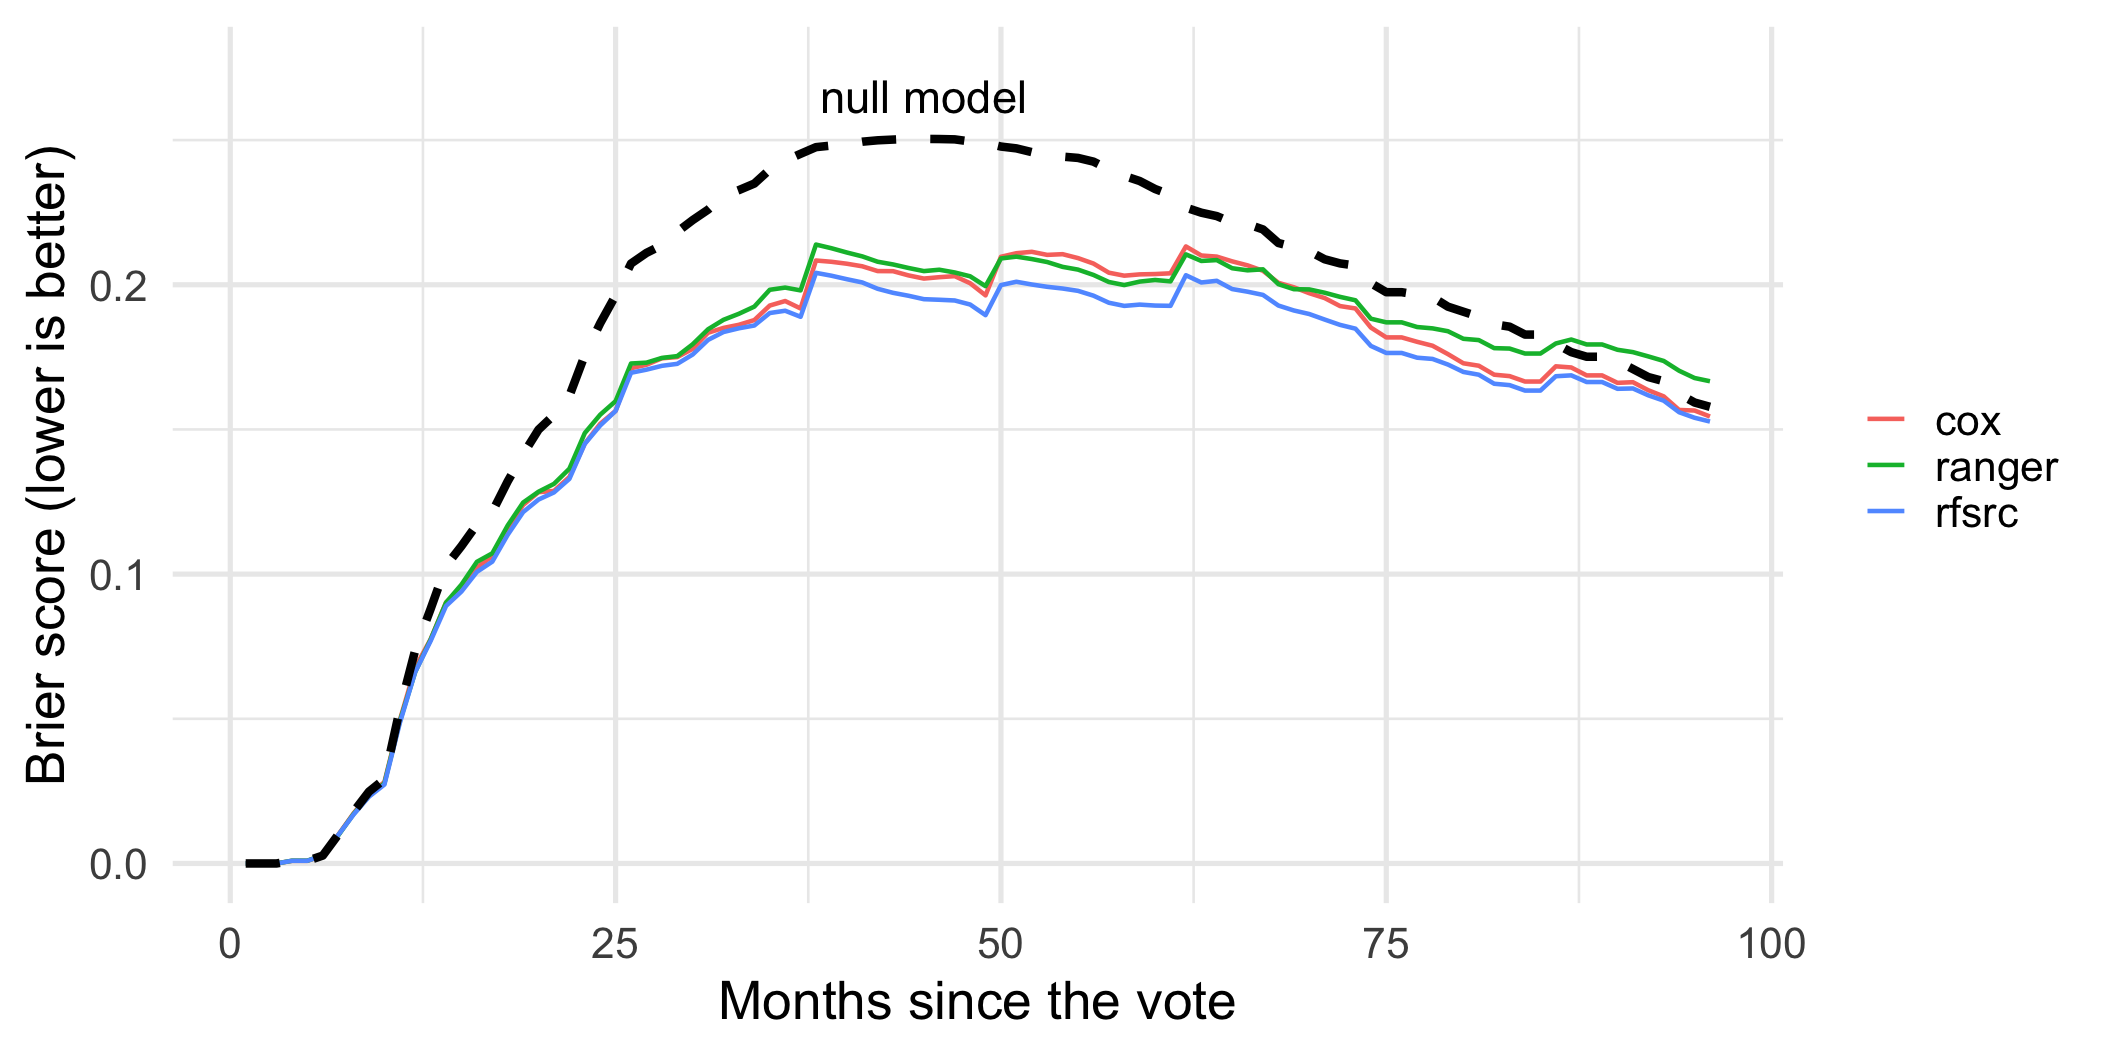 null model
Brier score (lower is better)
0.2
0.1
0.0
0 25 50 75 100
Months since the vote
cox
ranger
rfsrc